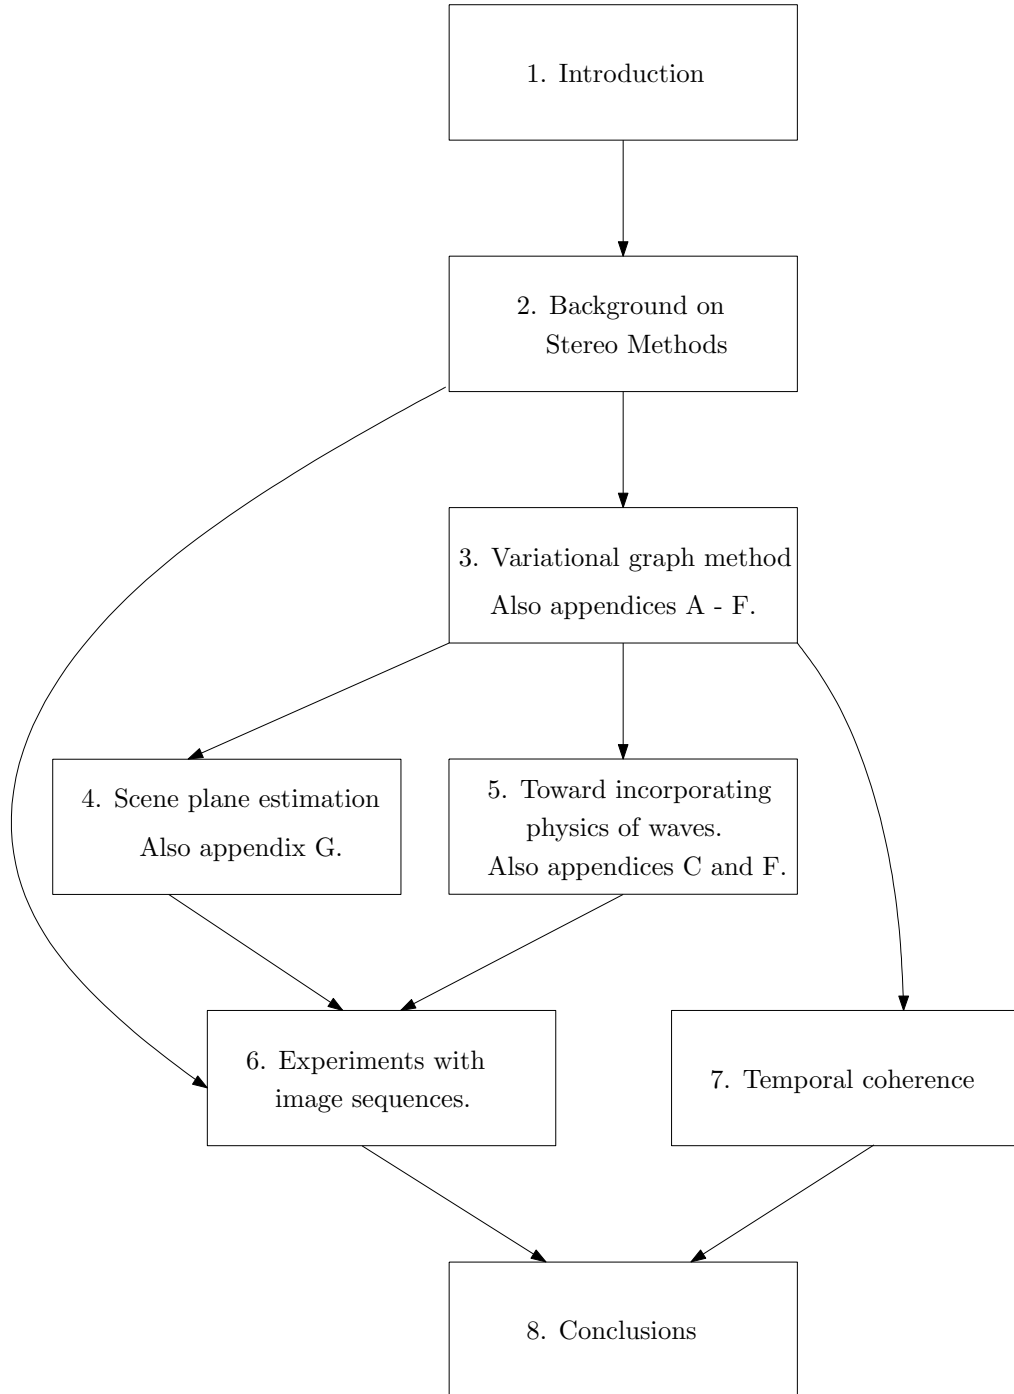 1. Introduction
2. Background on
Stereo Methods
3. Variational graph method
Also appendices A - F.
4. Scene plane estimation
Also appendix G.
5. Toward incorporating
physics of waves.
Also appendices C and F.
6. Experiments with
image sequences.
7. Temporal coherence
8. Conclusions